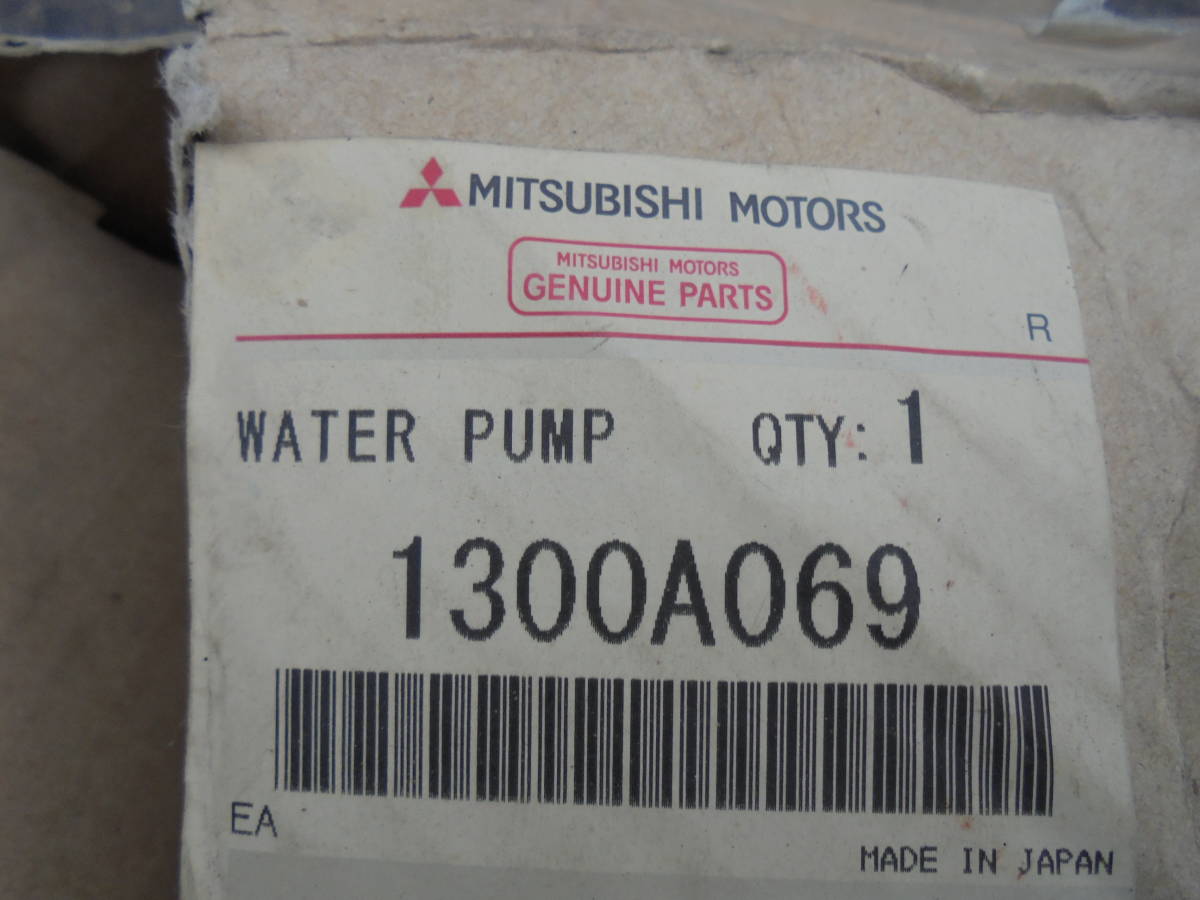 MITSUBISHI MOTORS
MITSUBISHI MOTORS
GENUINE PARTS
R
WATER PUMP QTY: 1
1300A069
EA
MADE IN JAPAN